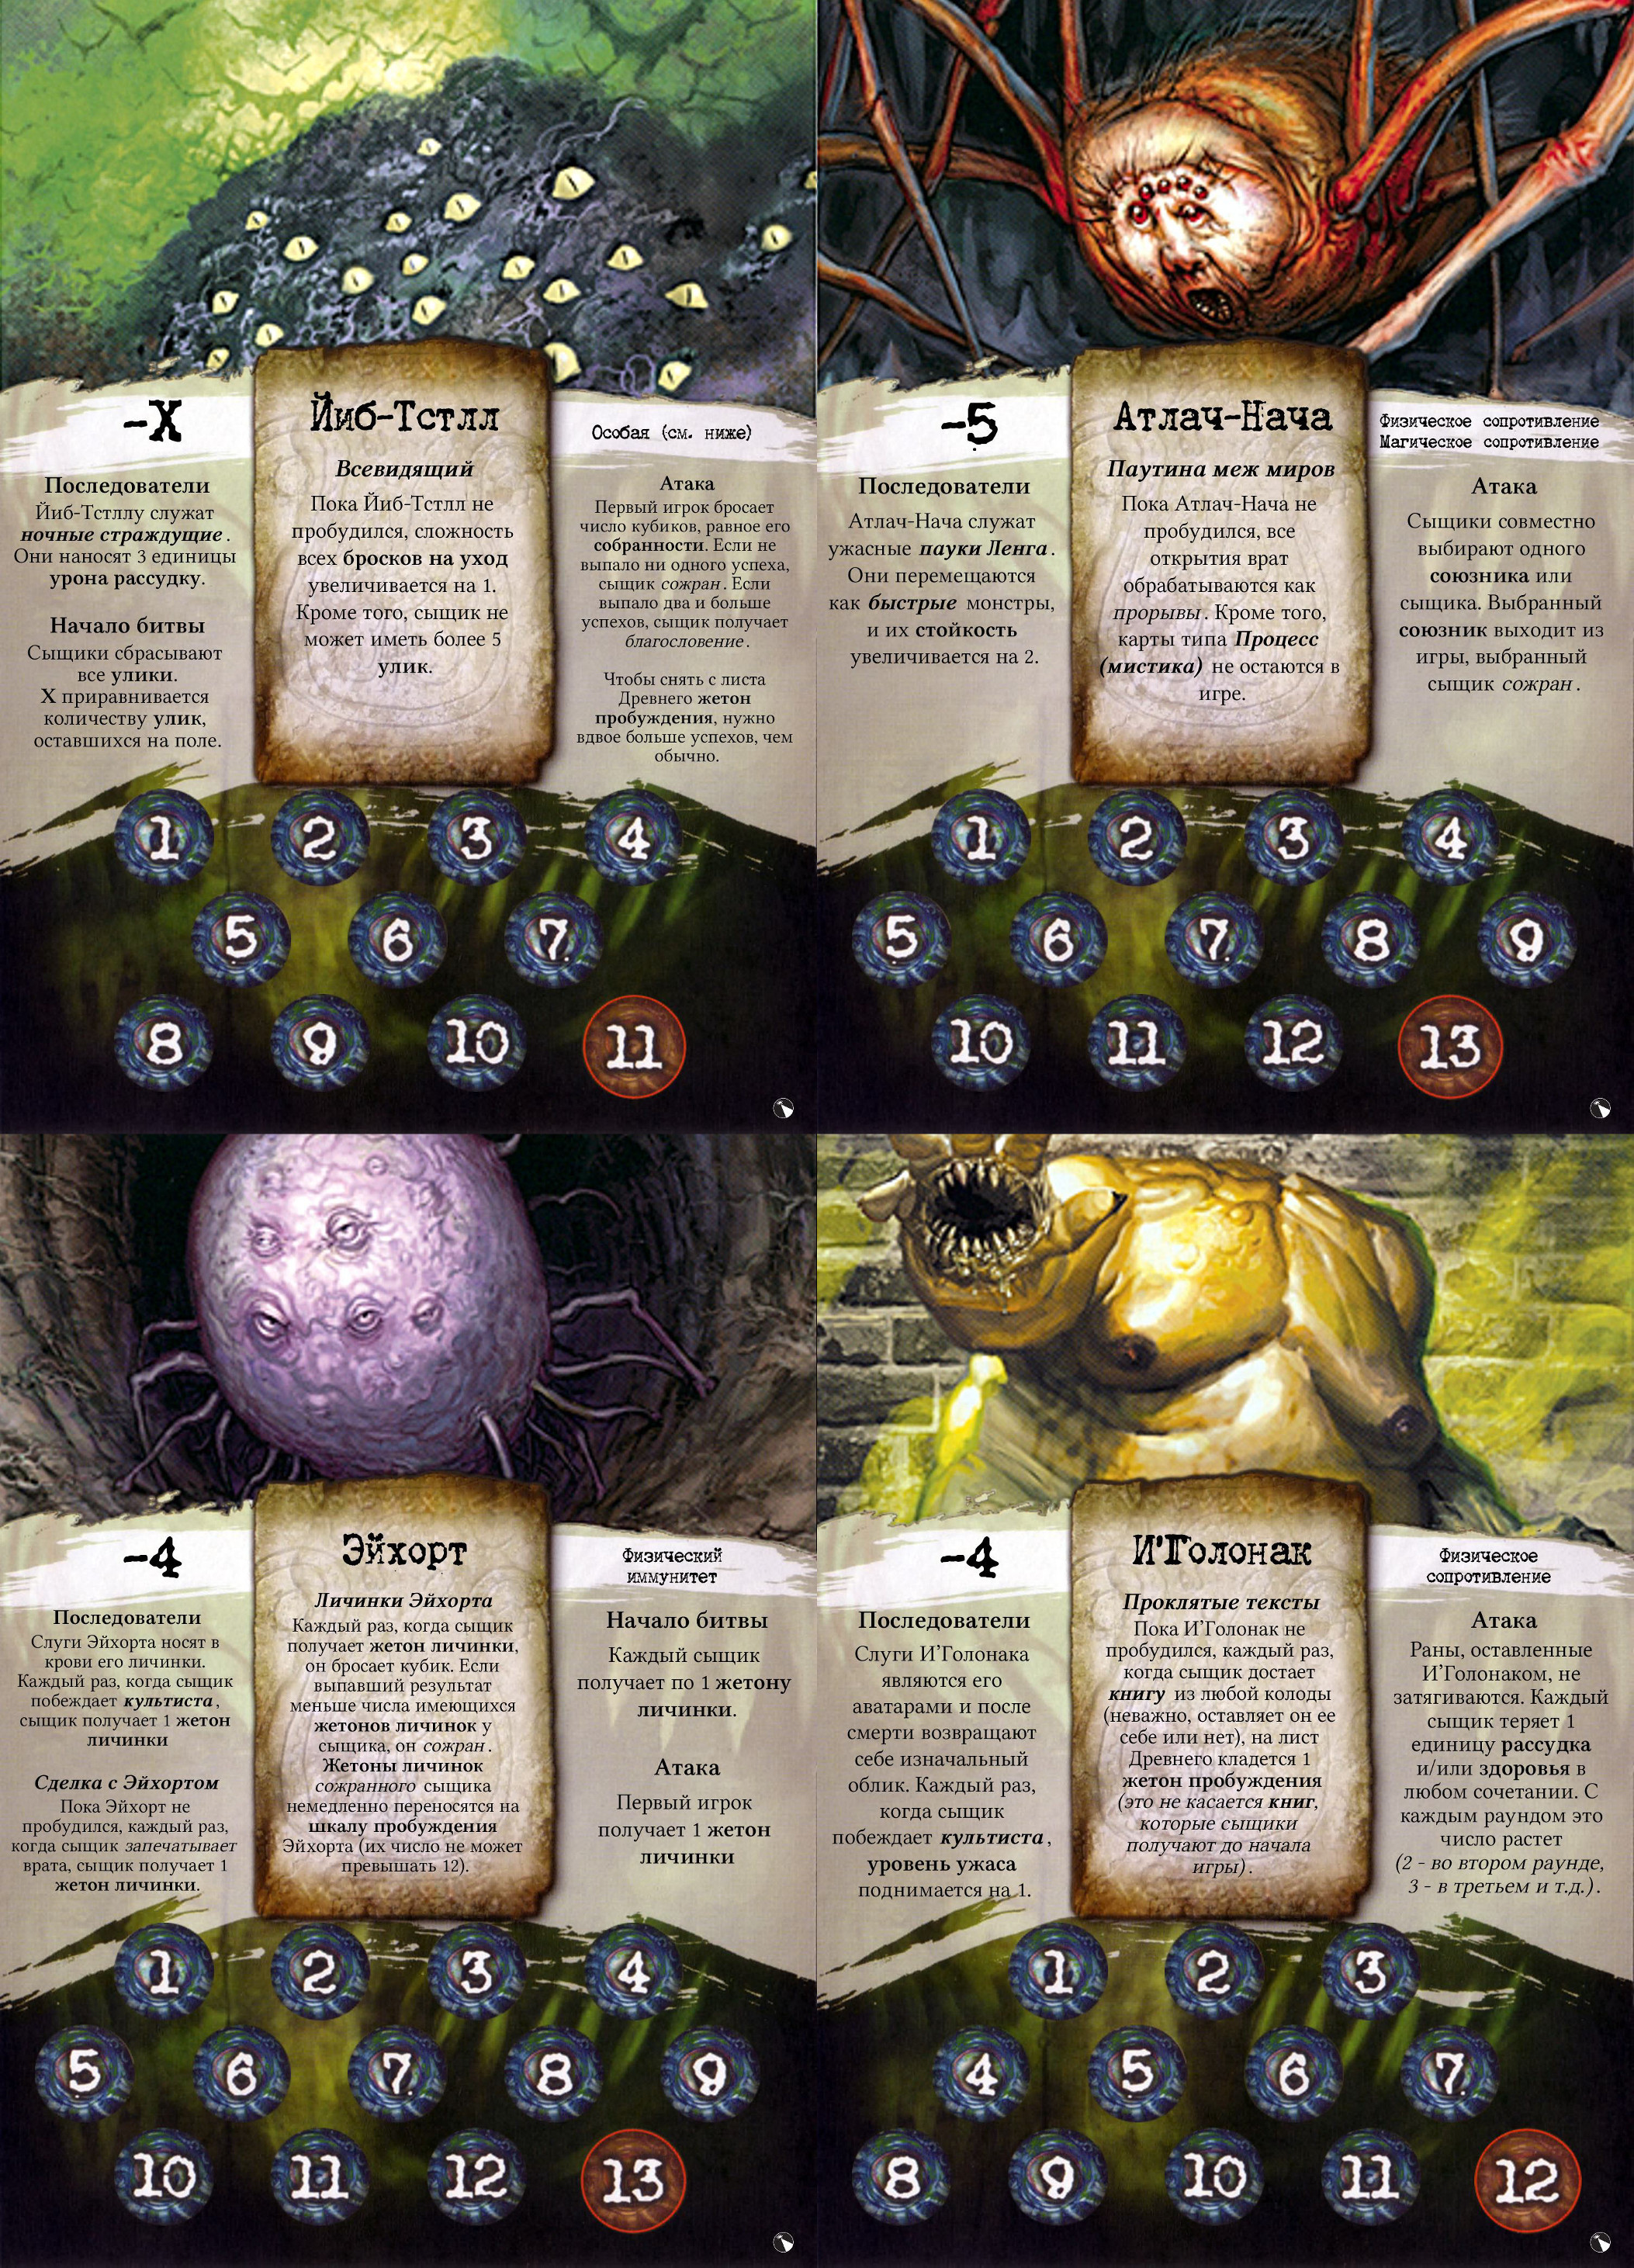 -X
Йиб-Тстлл
Особая (см. ниже)
Последователи
Йиб-Тстллу служат
ночные страждущие.
Они наносят 3 единицы
урона рассудку.
Начало битвы
Сыщики сбрасывают
все улики.
X приравнивается
количеству улик,
оставшихся на поле.
Всевидящий
Пока Йиб-Тстлл не
пробудился, сложность
всех бросков на уход
увеличивается на 1.
Кроме того, сыщик не
может иметь более 5
улик.
Атака
Первый игрок бросает
число кубиков, равное его
собранности. Если не
выпало ни одного успеха,
сыщик сожран. Если
выпало два и больше
успехов, сыщик получает
благословение.
Чтобы снять с листа
Древнего жетон
пробуждения, нужно
вдвое больше успехов, чем
обычно.
1 2 3 4
5 6 7
8 9 10 11
-5
Атлач-Нача
Физическое сопротивление
Магическое сопротивление
Последователи
Атлач-Нача служат
ужасные пауки Ленга.
Они перемещаются
как быстрые монстры,
и их стойкость
увеличивается на 2.
Паутина меж миров
Пока Атлач-Нача не
пробудился, все
открытия врат
обрабатываются как
прорывы. Кроме того,
карты типа Процесс
(мистика) не остаются в
игре.
Атака
Сыщики совместно
выбирают одного
союзника или
сыщика. Выбранный
союзник выходит из
игры, выбранный
сыщик сожран.
1 2 3 4
5 6 7 8 9
10 11 12 13
-4
Эйхорт
Физический
иммунитет
Последователи
Слуги Эйхорта носят в
крови его личинки.
Каждый раз, когда сыщик
побеждает культиста,
сыщик получает 1 жетон
личинки
Сделка с Эйхортом
Пока Эйхорт не
пробудился, каждый раз,
когда сыщик запечатывает
врата, сыщик получает 1
жетон личинки.
Личинки Эйхорта
Каждый раз, когда сыщик
получает жетон личинки,
он бросает кубик. Если
выпавший результат
меньше числа имеющихся
жетонов личинок у
сыщика, он сожран.
Жетоны личинок
сожранного сыщика
немедленно переносятся на
шкалу пробуждения
Эйхорта (их число не может
превышать 12).
Начало битвы
Каждый сыщик
получает по 1 жетону
личинки.
Атака
Первый игрок
получает 1 жетон
личинки
1 2 3 4
5 6 7 8 9
10 11 12 13
-4
И'Голонак
Физическое
сопротивление
Последователи
Слуги И'Голонака
являются его
аватарами и после
смерти возвращают
себе изначальный
облик. Каждый раз,
когда сыщик
побеждает культиста,
уровень ужаса
поднимается на 1.
Проклятые тексты
Пока И'Голонак не
пробудился, каждый раз,
когда сыщик достает
книгу из любой колоды
(неважно, оставляет он ее
себе или нет), на лист
Древнего кладется 1
жетон пробуждения
(это не касается книг,
которые сыщики
получают до начала
игры).
Атака
Раны, оставленные
И'Голонаком, не
затягиваются. Каждый
сыщик теряет 1
единицу рассудка
и/или здоровья в
любом сочетании. С
каждым раундом это
число растет
(2 - во втором раунде,
3 - в третьем и т.д.).
1 2 3
4 5 6 7
8 9 10 11 12